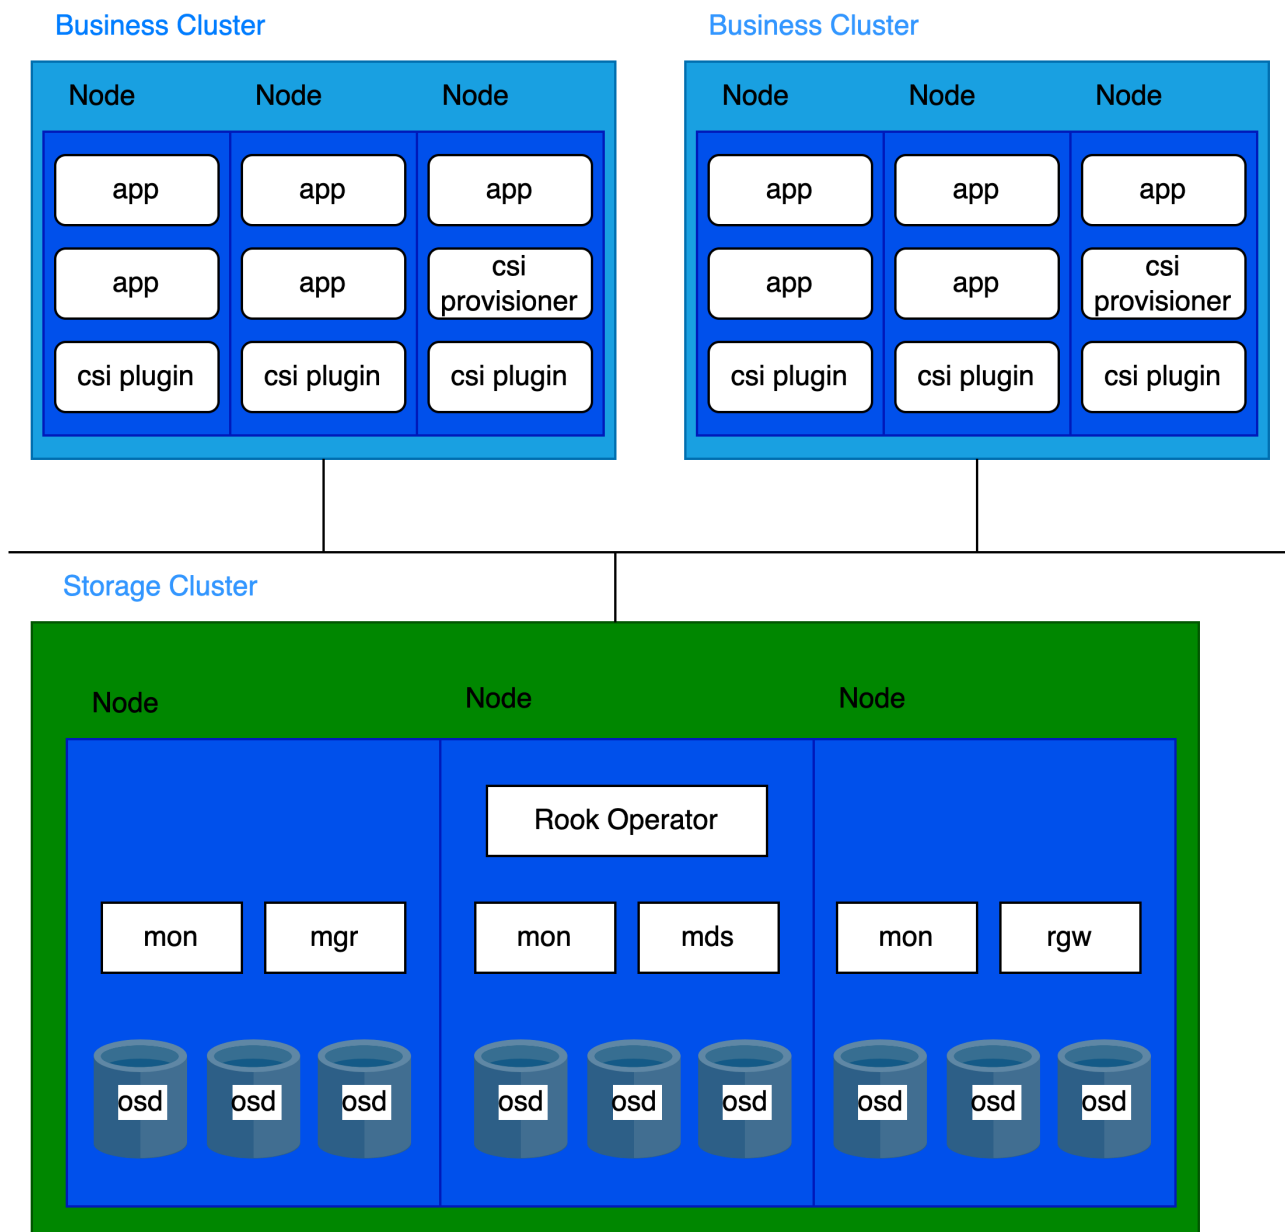 Business Cluster
Business Cluster
Node Node Node
Node Node Node
app app app
app app app
app app csi
provisioner
app app csi
provisioner
csi plugin csi plugin csi plugin
csi plugin csi plugin csi plugin
Storage Cluster
Node Node Node
Rook Operator
mon mgr mon mds mon rgw
osd osd osd osd osd osd osd osd osd